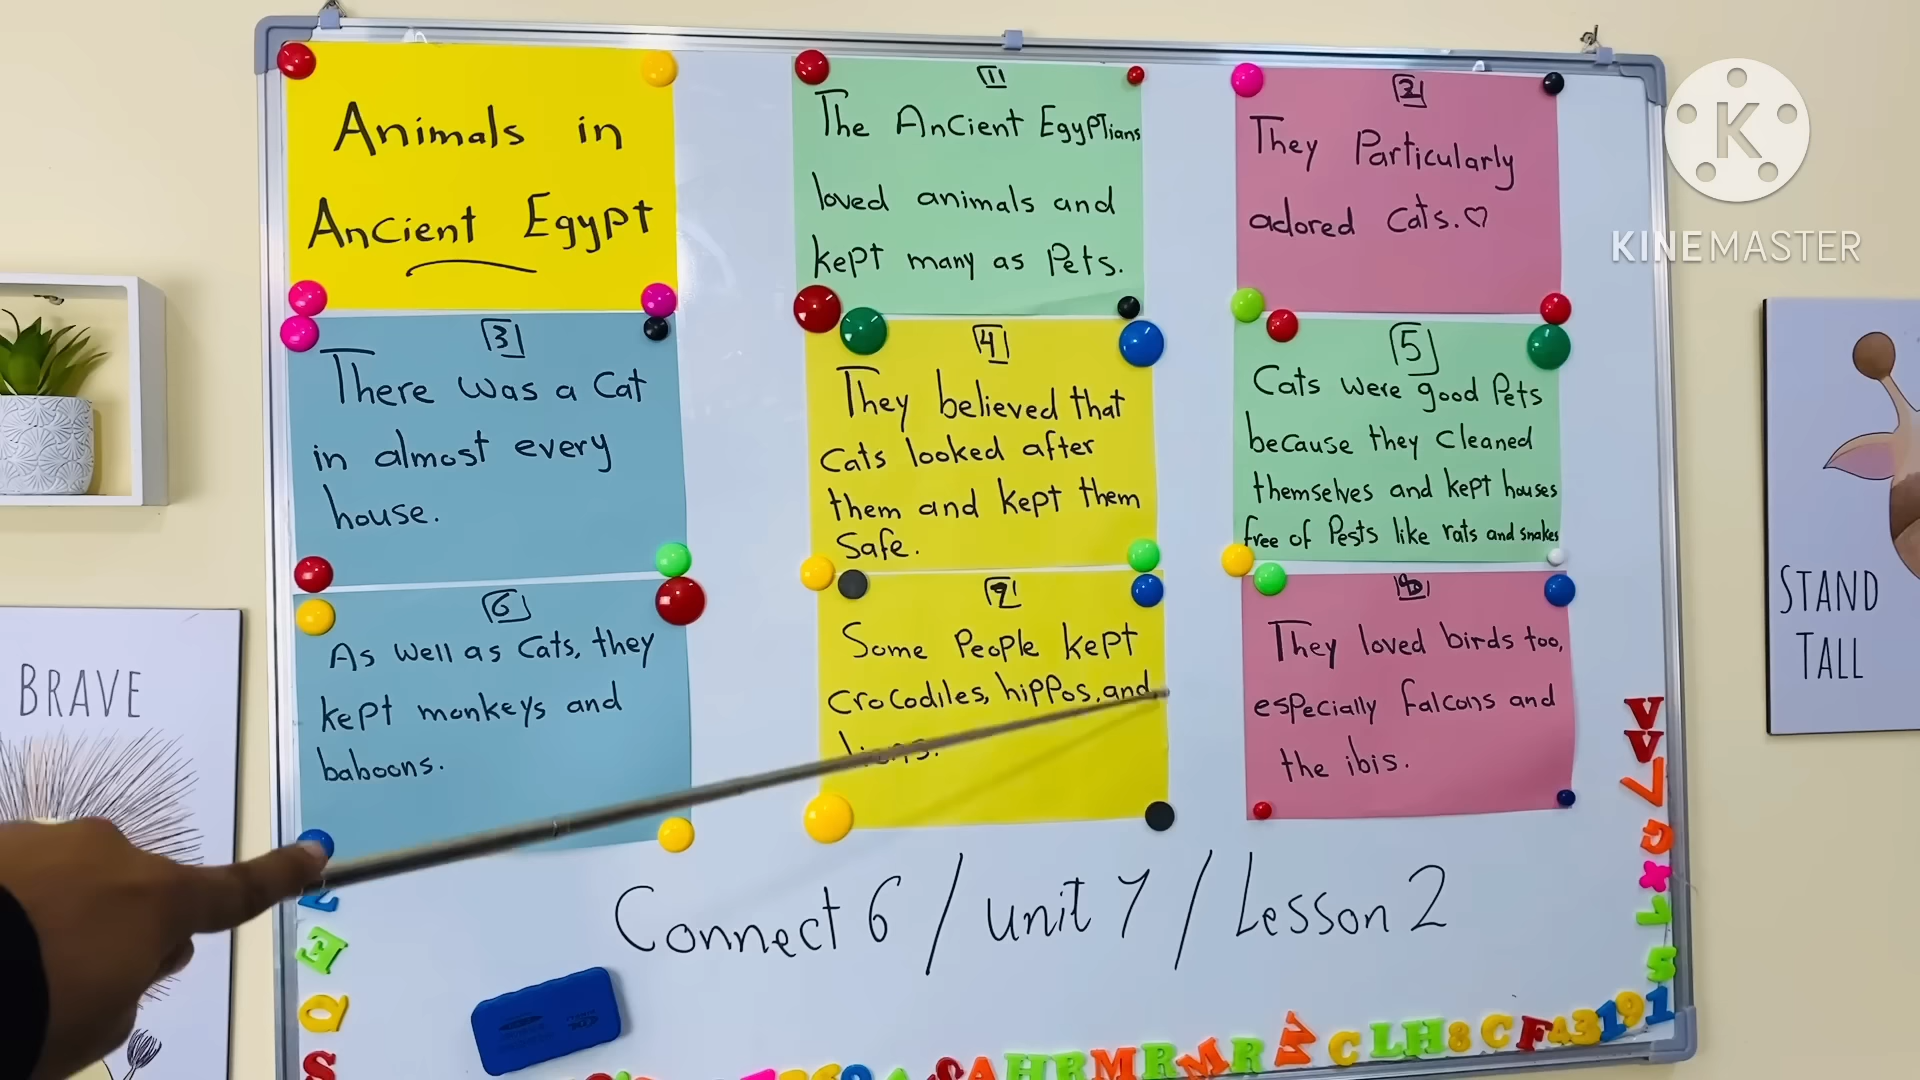 Animals in
Ancient Egypt
1
The Ancient Egyptians
loved animals and
kept many as Pets.
2
They Particularly
adored Cats.♡
3
There was a Cat
in almost every
house.
4
They believed that
Cats looked after
them and kept them
Safe.
5
Cats were good Pets
because they cleaned
themselves and kept houses
free of Pests like rats and snakes
6
As well as Cats, they
kept monkeys and
baboons.
7
Some People kept
Crocodiles, hippos, and
lions.
8
They loved birds too,
especially falcons and
the ibis.
Connect 6 / unit 7 / Lesson 2
KINEMASTER
BRAVE
STAND
TALL